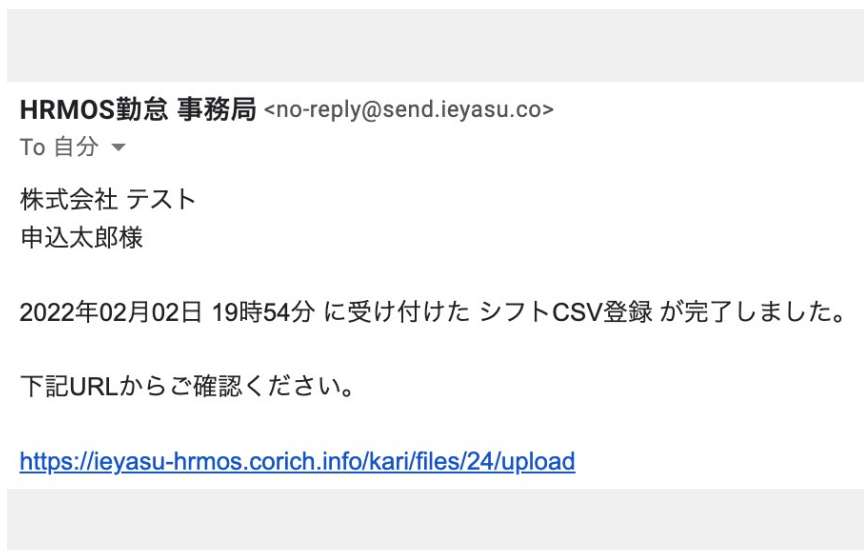 HRMOS勤怠 事務局 <no-reply@send.ieyasu.co>
To 自分
株式会社 テスト
申込太郎様
2022年02月02日 19時54分 に受け付けた シフトCSV登録 が完了しました。
下記URLからご確認ください。
https://ieyasu-hrmos.corich.info/kari/files/24/upload